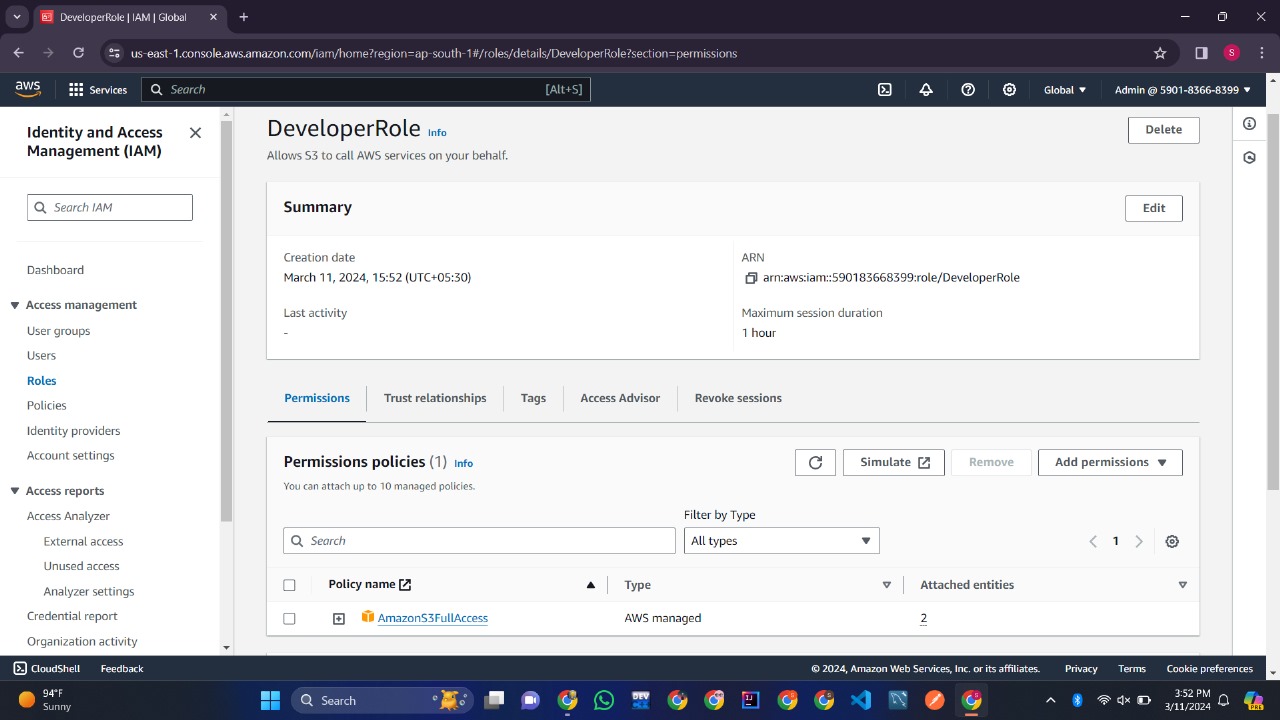 DeveloperRole | IAM | Global
us-east-1.console.aws.amazon.com/iam/home?region=ap-south-1#/roles/details/DeveloperRole?section=permissions
S
aws
Services
Search
[Alt+S]
Global
Admin @ 5901-8366-8399
Identity and Access
Management (IAM)
Search IAM
Dashboard
Access management
User groups
Users
Roles
Policies
Identity providers
Account settings
Access reports
Access Analyzer
External access
Unused access
Analyzer settings
Credential report
Organization activity
DeveloperRole Info
Delete
Allows S3 to call AWS services on your behalf.
Summary
Edit
Creation date
March 11, 2024, 15:52 (UTC+05:30)
ARN
arn:aws:iam::590183668399:role/DeveloperRole
Last activity
-
Maximum session duration
1 hour
Permissions
Trust relationships
Tags
Access Advisor
Revoke sessions
Permissions policies (1) Info
Simulate
Remove
Add permissions
You can attach up to 10 managed policies.
Filter by Type
Search
All types
1
Policy name
Type
Attached entities
AmazonS3FullAccess
AWS managed
2
CloudShell
Feedback
© 2024, Amazon Web Services, Inc. or its affiliates.
Privacy
Terms
Cookie preferences
94°F
Sunny
Search
DEV
3:52 PM
3/11/2024
PRE